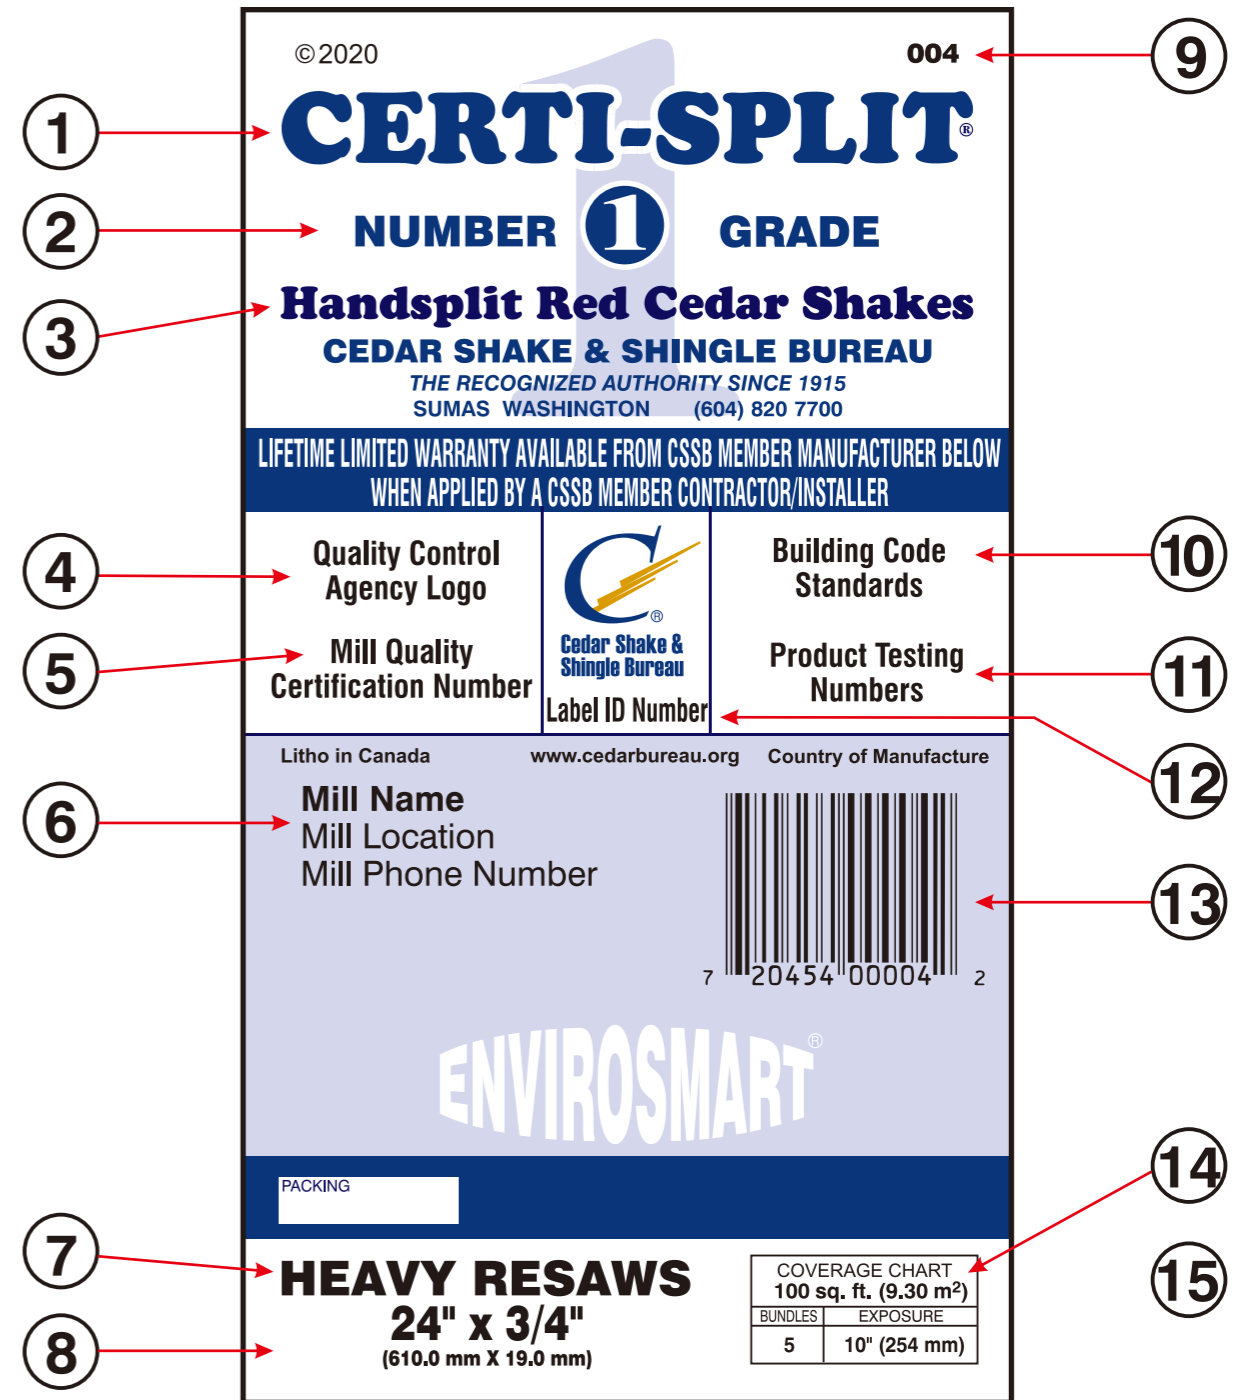 ©2020
004
9
1
CERTI-SPLIT®
2
NUMBER 1 GRADE
3
Handsplit Red Cedar Shakes
CEDAR SHAKE & SHINGLE BUREAU
THE RECOGNIZED AUTHORITY SINCE 1915
SUMAS WASHINGTON (604) 820 7700
LIFETIME LIMITED WARRANTY AVAILABLE FROM CSSB MEMBER MANUFACTURER BELOW
WHEN APPLIED BY A CSSB MEMBER CONTRACTOR/INSTALLER
4
Quality Control
Agency Logo
5
Mill Quality
Certification Number
®
Cedar Shake &
Shingle Bureau
Label ID Number
Building Code
Standards
10
Product Testing
Numbers
11
12
Litho in Canada
www.cedarbureau.org
Country of Manufacture
6
Mill Name
Mill Location
Mill Phone Number
13
7 20454 00004 2
ENVIROSMART®
PACKING
14
7
HEAVY RESAWS
24" x 3/4"
8
(610.0 mm X 19.0 mm)
COVERAGE CHART
100 sq. ft. (9.30 m²)
BUNDLES EXPOSURE
5 10" (254 mm)
15